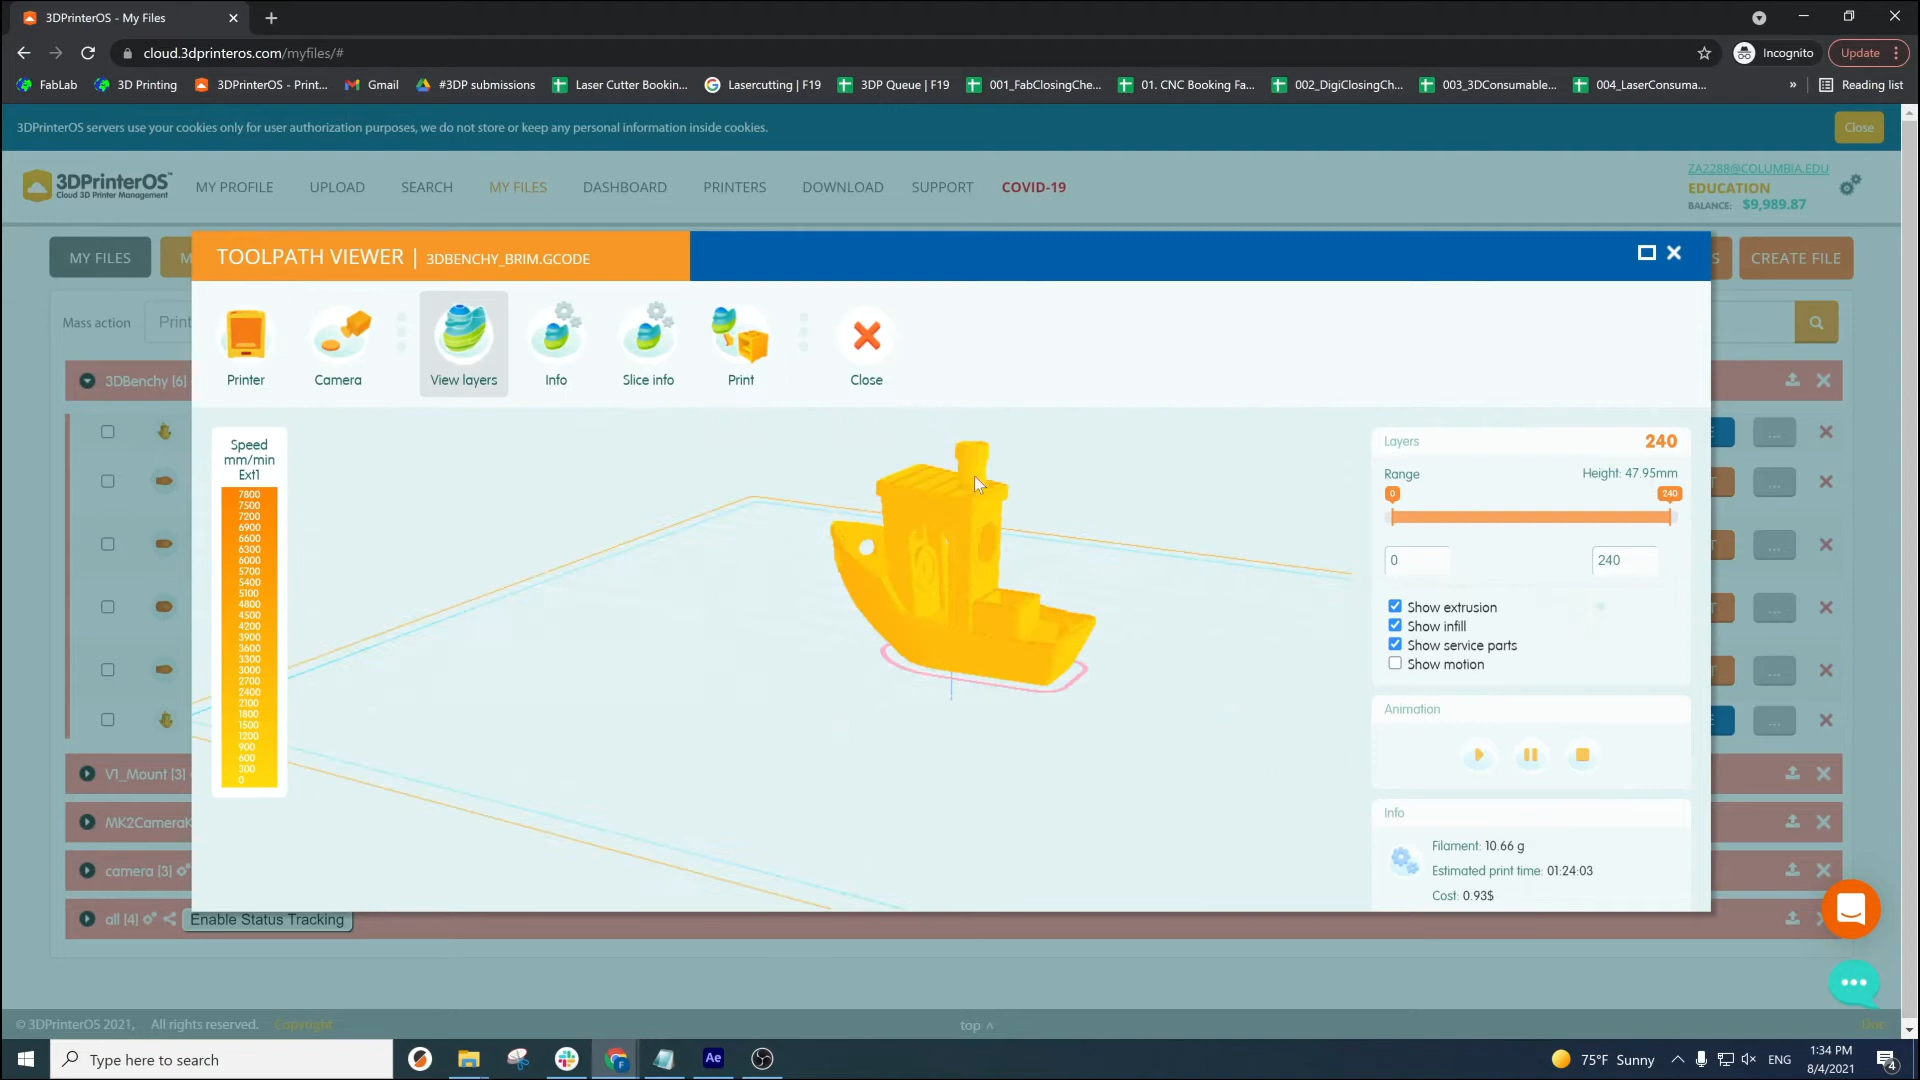 3DPrinterOS - My Files
cloud.3dprinteros.com/myfiles/#
Incognito
Update
FabLab
3D Printing
3DPrinterOS - Print...
Gmail
#3DP submissions
Laser Cutter Bookin...
Lasercutting | F19
3DP Queue | F19
001_FabClosingChe...
01. CNC Booking Fa...
002_DigiClosingCh...
003_3DConsumable...
004_LaserConsuma...
»
Reading list
3DPrinterOS servers use your cookies only for user authorization purposes, we do not store or keep any personal information inside cookies.
Close
3DPrinterOS™
Cloud 3D Printer Management
MY PROFILE
UPLOAD
SEARCH
MY FILES
DASHBOARD
PRINTERS
DOWNLOAD
SUPPORT
COVID-19
ZA2288@COLUMBIA.EDU
EDUCATION
BALANCE: $9,989.87
MY FILES
M
TOOLPATH VIEWER | 3DBENCHY_BRIM.GCODE
S
CREATE FILE
Mass action
Print
Printer
Camera
View layers
Info
Slice info
Print
Close
3DBenchy [6]
Speed
mm/min
Ext1
7800
7500
7200
6900
6600
6300
6000
5700
5400
5100
4800
4500
4200
3900
3600
3300
3000
2700
2400
2100
1800
1500
1200
900
600
300
0
Layers 240
Range Height: 47.95mm
0 240
0 240
Show extrusion
Show infill
Show service parts
Show motion
Animation
Info
Filament: 10.66 g
Estimated print time: 01:24:03
Cost: 0.93$
E ...
T ...
T ...
T ...
T ...
E ...
V1_Mount [3]
MK2CameraK
camera [3]
all [4]
Enable Status Tracking
© 3DPrinterOS 2021, All rights reserved. Copyright
top ^
Doc
Type here to search
Ae
75°F Sunny
ENG
1:34 PM
8/4/2021
4